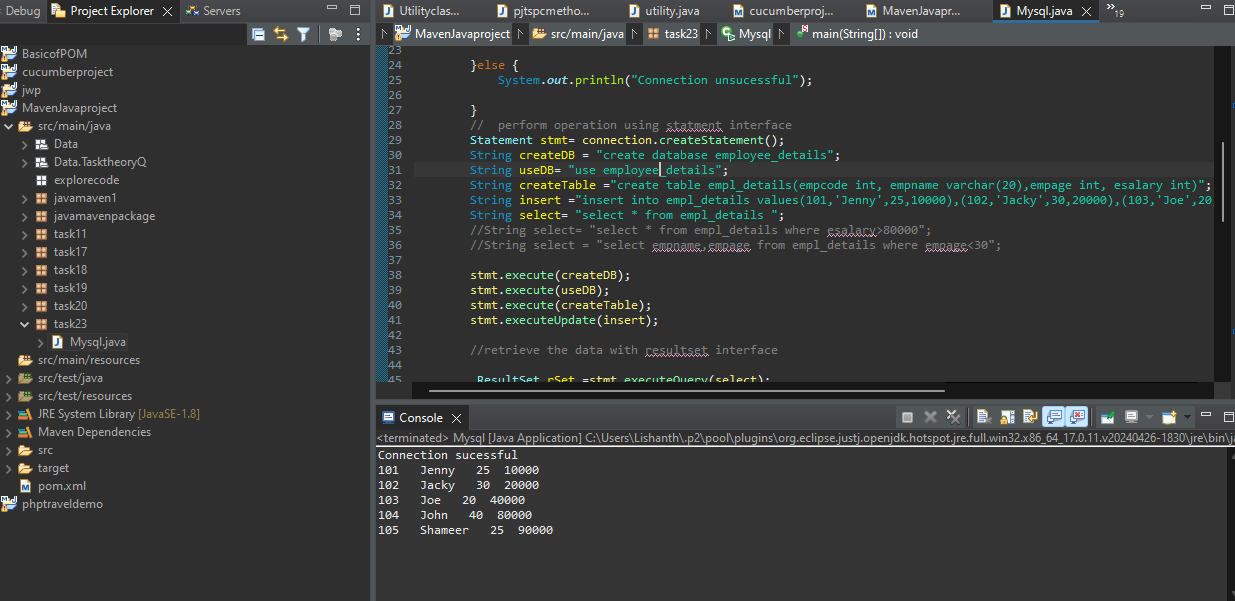 Debug Project Explorer Servers
BasicofPOM
cucumberproject
jwp
MavenJavaproject
src/main/java
Data
Data.TasktheoryQ
explorecode
javamaven1
javamavenpackage
task11
task17
task18
task19
task20
task23
Mysql.java
src/main/resources
src/test/java
src/test/resources
JRE System Library [JavaSE-1.8]
Maven Dependencies
src
target
pom.xml
phptraveldemo
Utilityclas... pjtspcmetho... utility.java cucumberproj... MavenJavapr... Mysql.java 19
MavenJavaproject src/main/java task23 Mysql main(String[]) : void
23
24 }else {
25 System.out.println("Connection unsucessful");
26
27 }
28 // perform operation using statment interface
29 Statement stmt= connection.createStatement();
30 String createDB = "create database employee_details";
31 String useDB= "use employee_details";
32 String createTable ="create table empl_details(empcode int, empname varchar(20),empage int, esalary int)";
33 String insert ="insert into empl_details values(101,'Jenny',25,10000),(102,'Jacky',30,20000),(103,'Joe',20
34 String select= "select * from empl_details ";
35 //String select= "select * from empl_details where esalary>80000";
36 //String select = "select empname,empage from empl_details where empage<30";
37
38 stmt.execute(createDB);
39 stmt.execute(useDB);
40 stmt.execute(createTable);
41 stmt.executeUpdate(insert);
42
43 //retrieve the data with resultset interface
44
45 ResultSet rSet =stmt.executeQuery(select);
Console
<terminated> Mysql [Java Application] C:\Users\Lishanth\.p2\pool\plugins\org.eclipse.justj.openjdk.hotspot.jre.full.win32.x86_64_17.0.11.v20240426-1830\jre\bin\ja
Connection sucessful
101 Jenny 25 10000
102 Jacky 30 20000
103 Joe 20 40000
104 John 40 80000
105 Shameer 25 90000